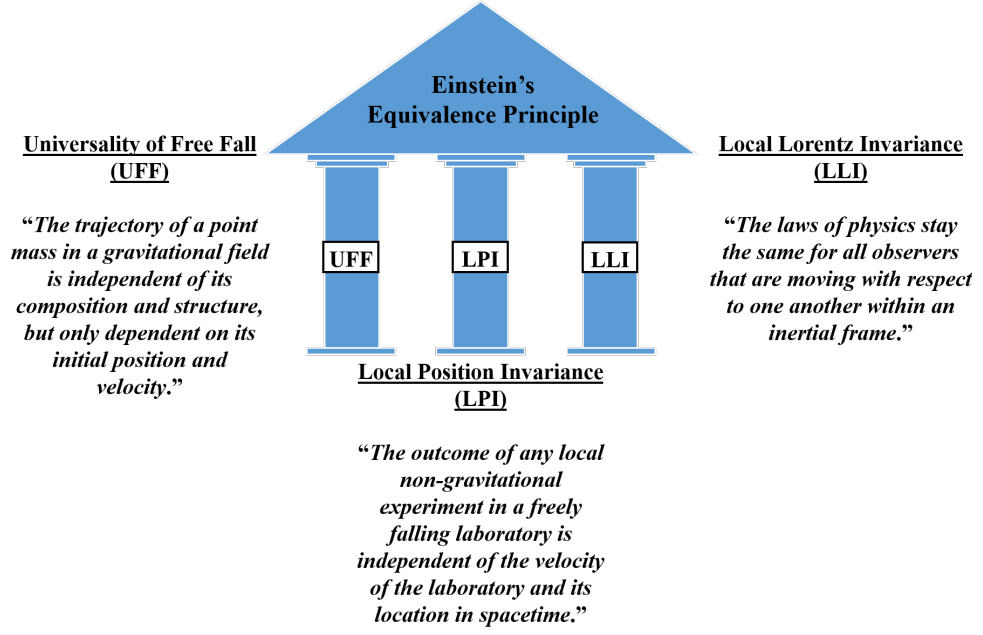 Einstein’s
Equivalence Principle
Universality of Free Fall
(UFF)
“The trajectory of a point
mass in a gravitational field
is independent of its
composition and structure,
but only dependent on its
initial position and
velocity.”
UFF
LPI
LLI
Local Lorentz Invariance
(LLI)
“The laws of physics stay
the same for all observers
that are moving with respect
to one another within an
inertial frame.”
Local Position Invariance
(LPI)
“The outcome of any local
non-gravitational
experiment in a freely
falling laboratory is
independent of the velocity
of the laboratory and its
location in spacetime.”